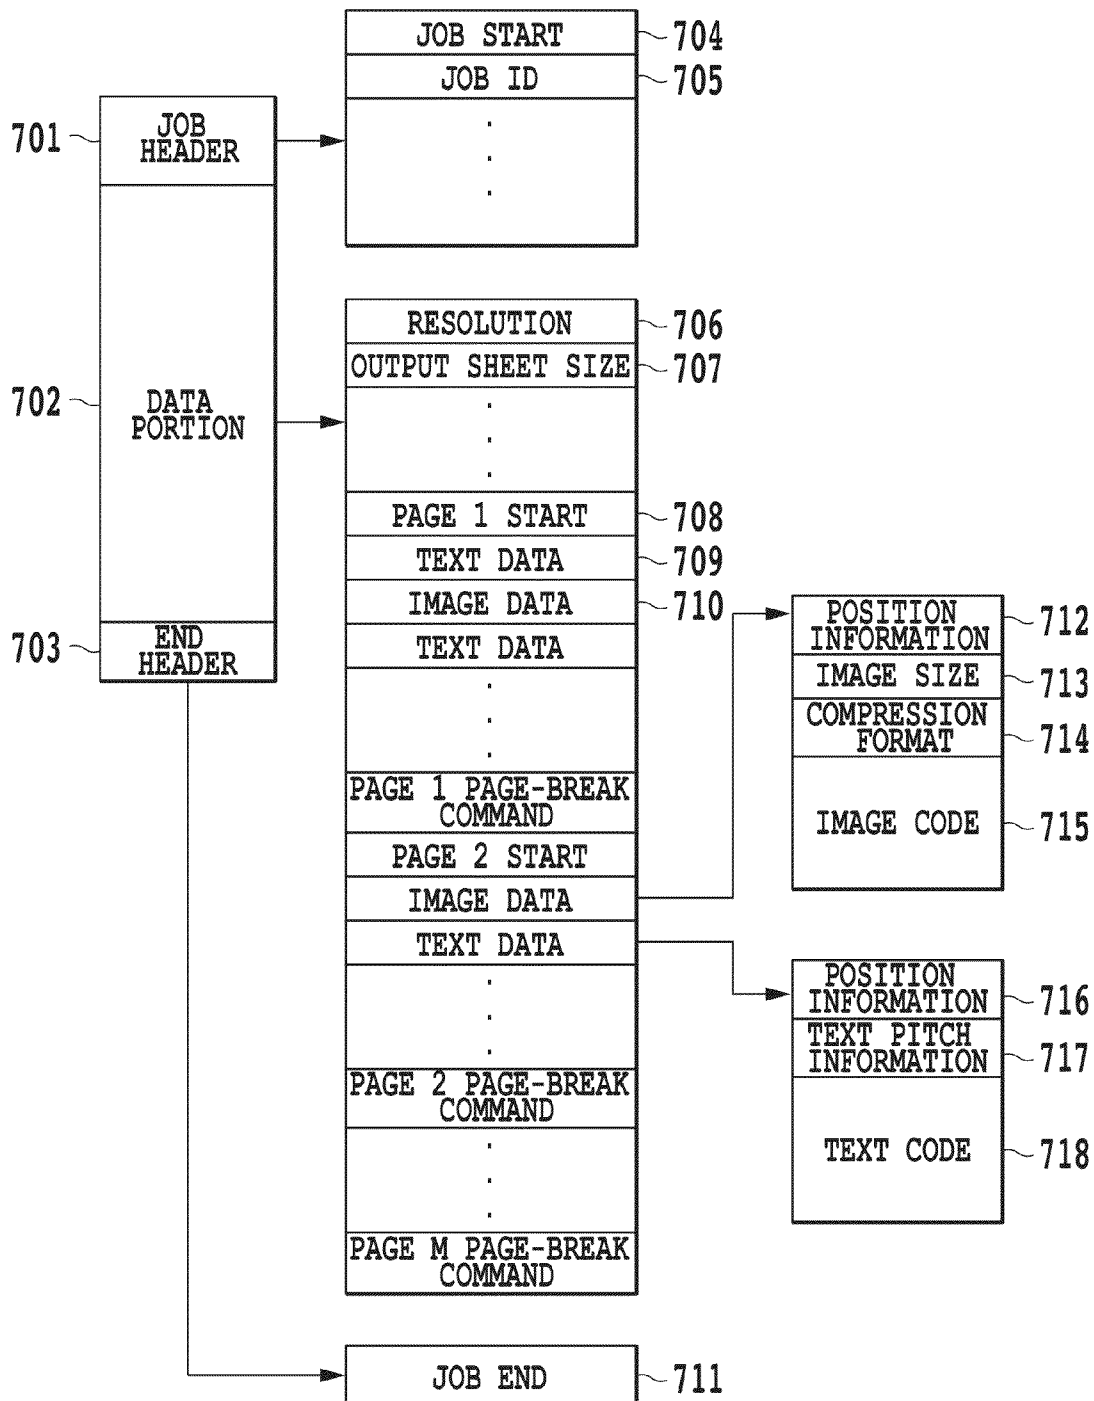 JOB START
704
JOB ID
705
701
JOB
HEADER
702
DATA
PORTION
703
END
HEADER
RESOLUTION
706
OUTPUT SHEET SIZE
707
PAGE 1 START
708
TEXT DATA
709
IMAGE DATA
710
TEXT DATA
PAGE 1 PAGE-BREAK
COMMAND
PAGE 2 START
IMAGE DATA
TEXT DATA
PAGE 2 PAGE-BREAK
COMMAND
PAGE M PAGE-BREAK
COMMAND
POSITION
INFORMATION
712
IMAGE SIZE
713
COMPRESSION
FORMAT
714
IMAGE CODE
715
POSITION
INFORMATION
716
TEXT PITCH
INFORMATION
717
TEXT CODE
718
JOB END
711